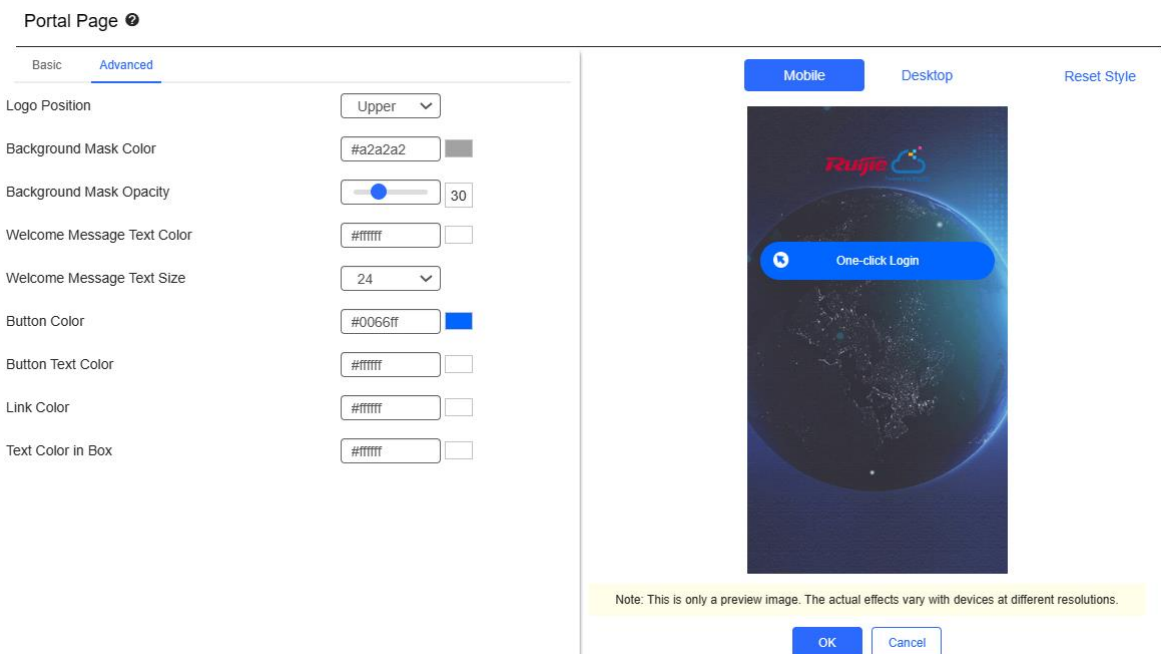 Portal Page
Basic Advanced
Logo Position Upper
Background Mask Color #a2a2a2
Background Mask Opacity 30
Welcome Message Text Color #ffffff
Welcome Message Text Size 24
Button Color #0066ff
Button Text Color #ffffff
Link Color #ffffff
Text Color in Box #ffffff
Mobile Desktop Reset Style
Ruijie
One-click Login
Note: This is only a preview image. The actual effects vary with devices at different resolutions.
OK Cancel